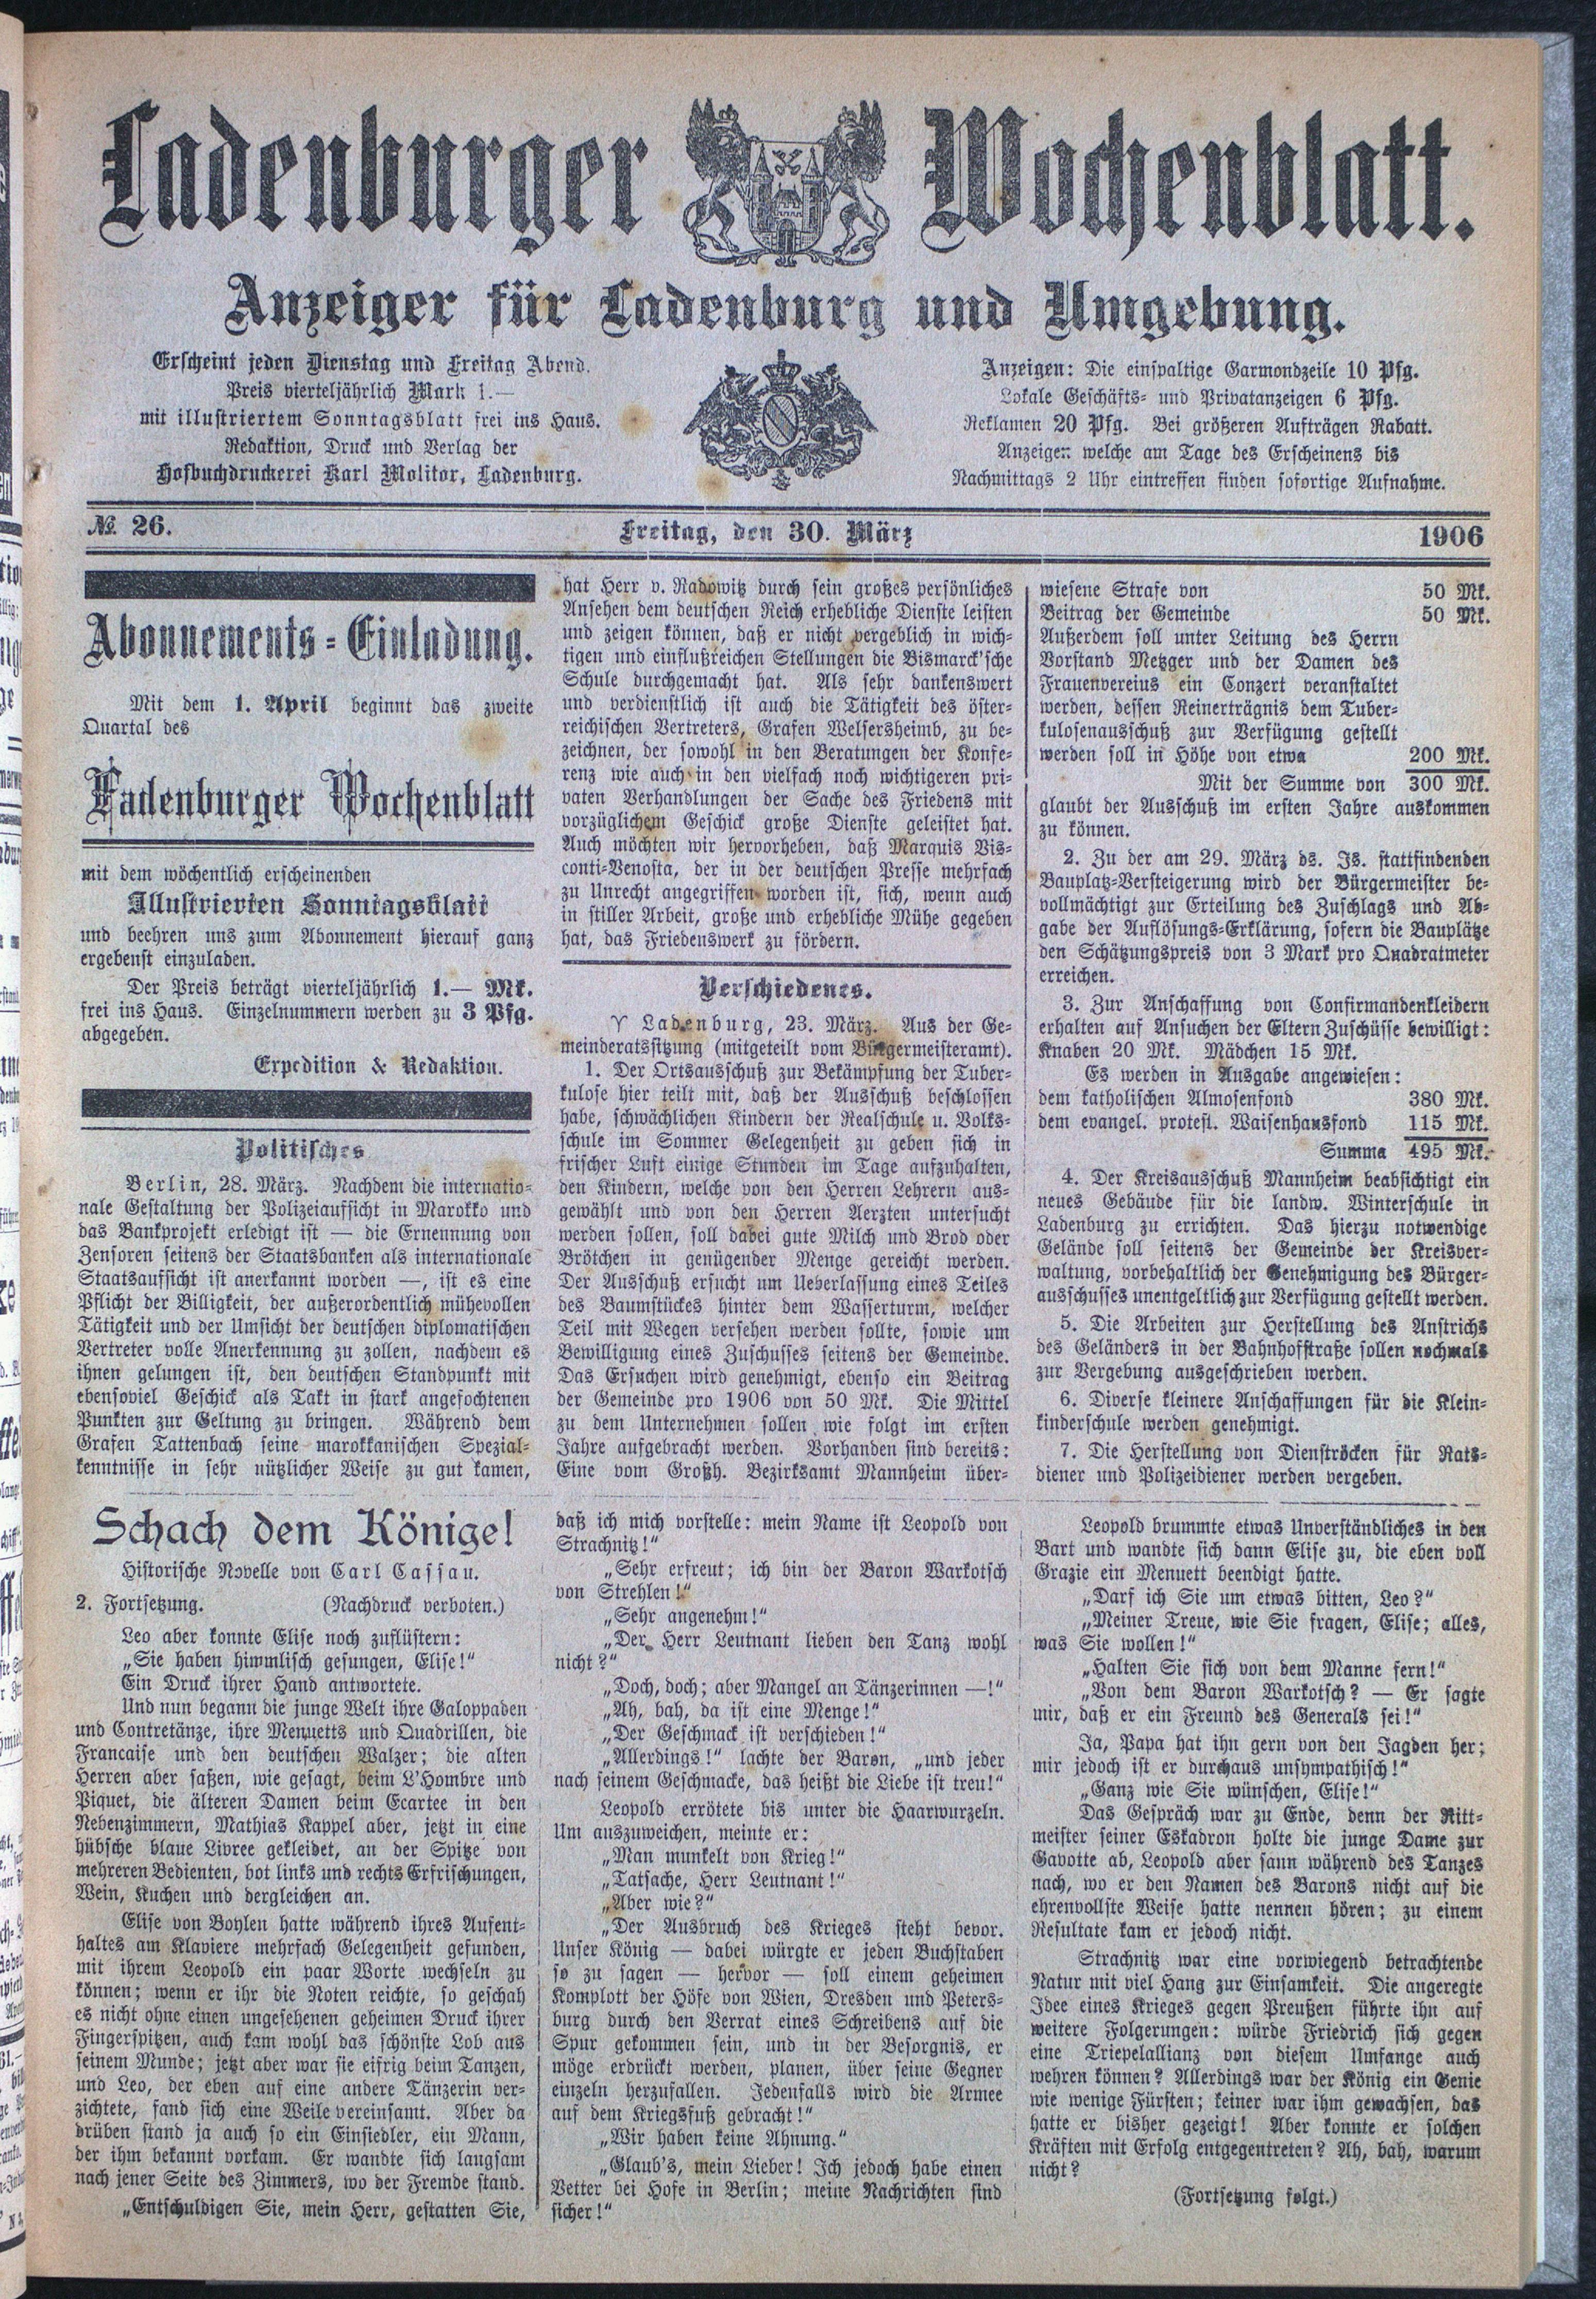 Ladenburger Wochenblatt.
Anzeiger für Ladenburg und Umgebung.
Erscheint jeden Dienstag und Freitag Abend.
Preis vierteljährlich Mark 1.—
mit illustriertem Sonntagsblatt frei ins Haus.
Redaktion, Druck und Verlag der
Hofbuchdruckerei Karl Molitor, Ladenburg.
Anzeigen: Die einspaltige Garmondzeile 10 Pfg.
Lokale Geschäfts- und Privatanzeigen 6 Pfg.
Reklamen 20 Pfg. Bei größeren Aufträgen Rabatt.
Anzeigen welche am Tage des Erscheinens bis
Nachmittags 2 Uhr eintreffen finden sofortige Aufnahme.
№ 26.
Freitag, den 30. März
1906
Abonnements-Einladung.
Mit dem 1. April beginnt das zweite
Quartal des
Ladenburger Wochenblatt
mit dem wöchentlich erscheinenden
Illustrierten Sonntagsblatt
und beehren uns zum Abonnement hierauf ganz
ergebenst einzuladen.
Der Preis beträgt vierteljährlich 1.— Mk.
frei ins Haus. Einzelnummern werden zu 3 Pfg.
abgegeben.
Expedition & Redaktion.
Politisches
Berlin, 28. März. Nachdem die internatio-
nale Gestaltung der Polizeiaufsicht in Marokko und
das Bankprojekt erledigt ist — die Ernennung von
Zensoren seitens der Staatsbanken als internationale
Staatsaufsicht ist anerkannt worden —, ist es eine
Pflicht der Billigkeit, der außerordentlich mühevollen
Tätigkeit und der Umsicht der deutschen diplomatischen
Vertreter volle Anerkennung zu zollen, nachdem es
ihnen gelungen ist, den deutschen Standpunkt mit
ebensoviel Geschick als Takt in stark angefochtenen
Punkten zur Geltung zu bringen. Während dem
Grafen Tattenbach seine marokkanischen Spezial-
kenntnisse in sehr nützlicher Weise zu gut kamen,
hat Herr v. Radowitz durch sein großes persönliches
Ansehen dem deutschen Reich erhebliche Dienste leisten
und zeigen können, daß er nicht vergeblich in wich-
tigen und einflußreichen Stellungen die Bismarck'sche
Schule durchgemacht hat. Als sehr dankenswert
und verdienstlich ist auch die Tätigkeit des öster-
reichischen Vertreters, Grafen Welsersheimb, zu be-
zeichnen, der sowohl in den Beratungen der Konfe-
renz wie auch in den vielfach noch wichtigeren pri-
vaten Verhandlungen der Sache des Friedens mit
vorzüglichem Geschick große Dienste geleistet hat.
Auch möchten wir hervorheben, daß Marquis Vis-
conti-Venosta, der in der deutschen Presse mehrfach
zu Unrecht angegriffen worden ist, sich, wenn auch
in stiller Arbeit, große und erhebliche Mühe gegeben
hat, das Friedenswerk zu fördern.
Verschiedenes.
Ladenburg, 23. März. Aus der Ge-
meinderatssitzung (mitgeteilt vom Bürgermeisteramt).
1. Der Ortsausschuß zur Bekämpfung der Tuber-
kulose hier teilt mit, daß der Ausschuß beschlossen
habe, schwächlichen Kindern der Realschule u. Volks-
schule im Sommer Gelegenheit zu geben sich in
frischer Luft einige Stunden im Tage aufzuhalten,
den Kindern, welche von den Herren Lehrern aus-
gewählt und von den Herren Aerzten untersucht
werden sollen, soll dabei gute Milch und Brod oder
Brötchen in genügender Menge gereicht werden.
Der Ausschuß ersucht um Ueberlassung eines Teiles
des Baumstückes hinter dem Wasserturm, welcher
Teil mit Wegen versehen werden sollte, sowie um
Bewilligung eines Zuschusses seitens der Gemeinde.
Das Ersuchen wird genehmigt, ebenso ein Beitrag
der Gemeinde pro 1906 von 50 Mk. Die Mittel
zu dem Unternehmen sollen wie folgt im ersten
Jahre aufgebracht werden. Vorhanden sind bereits:
Eine vom Großh. Bezirksamt Mannheim über-
wiesene Strafe von 50 Mk.
Beitrag der Gemeinde 50 Mk.
Außerdem soll unter Leitung des Herrn
Vorstand Metzger und der Damen des
Frauenvereius ein Conzert veranstaltet
werden, dessen Reinerträgnis dem Tuber-
kulosenausschuß zur Verfügung gestellt
werden soll in Höhe von etwa 200 Mk.
Mit der Summe von 300 Mk.
glaubt der Ausschuß im ersten Jahre auskommen
zu können.
2. Zu der am 29. März ds. Js. stattfindenden
Bauplatz-Versteigerung wird der Bürgermeister be-
vollmächtigt zur Erteilung des Zuschlags und Ab-
gabe der Auflösungs-Erklärung, sofern die Bauplätze
den Schätzungspreis von 3 Mark pro Quadratmeter
erreichen.
3. Zur Anschaffung von Confirmandenkleidern
erhalten auf Ansuchen der Eltern Zuschüsse bewilligt:
Knaben 20 Mk. Mädchen 15 Mk.
Es werden in Ausgabe angewiesen:
dem katholischen Almosenfond 380 Mk.
dem evangel. protest. Waisenhausfond 115 Mk.
Summa 495 Mk.
4. Der Kreisausschuß Mannheim beabsichtigt ein
neues Gebäude für die landw. Winterschule in
Ladenburg zu errichten. Das hierzu notwendige
Gelände soll seitens der Gemeinde der Kreisver-
waltung, vorbehaltlich der Genehmigung des Bürger-
ausschusses unentgeltlich zur Verfügung gestellt werden.
5. Die Arbeiten zur Herstellung des Anstrichs
des Geländers in der Bahnhofstraße sollen nochmals
zur Vergebung ausgeschrieben werden.
6. Diverse kleinere Anschaffungen für die Klein-
kinderschule werden genehmigt.
7. Die Herstellung von Dienströcken für Rats-
diener und Polizeidiener werden vergeben.
Schach dem Könige!
Historische Novelle von Carl Cassau.
2. Fortsetzung. (Nachdruck verboten.)
Leo aber konnte Elise noch zuflüstern:
„Sie haben himmlisch gesungen, Elise!“
Ein Druck ihrer Hand antwortete.
Und nun begann die junge Welt ihre Galoppaden
und Contretänze, ihre Menuetts und Quadrillen, die
Francaise und den deutschen Walzer; die alten
Herren aber saßen, wie gesagt, beim L'Hombre und
Piquet, die älteren Damen beim Ecartee in den
Nebenzimmern, Mathias Kappel aber, jetzt in eine
hübsche blaue Livree gekleidet, an der Spitze von
mehreren Bedienten, bot links und rechts Erfrischungen,
Wein, Kuchen und dergleichen an.
Elise von Boylen hatte während ihres Aufent-
haltes am Klaviere mehrfach Gelegenheit gefunden,
mit ihrem Leopold ein paar Worte wechseln zu
können; wenn er ihr die Noten reichte, so geschah
es nicht ohne einen ungesehenen geheimen Druck ihrer
Fingerspitzen, auch kam wohl das schönste Lob aus
seinem Munde; jetzt aber war sie eifrig beim Tanzen,
und Leo, der eben auf eine andere Tänzerin ver-
zichtete, fand sich eine Weile vereinsamt. Aber da
drüben stand ja auch so ein Einsiedler, ein Mann,
der ihm bekannt vorkam. Er wandte sich langsam
nach jener Seite des Zimmers, wo der Fremde stand.
„Entschuldigen Sie, mein Herr, gestatten Sie,
daß ich mich vorstelle: mein Name ist Leopold von
Strachnitz!“
„Sehr erfreut; ich bin der Baron Warkotsch
von Strehlen!“
„Sehr angenehm!“
„Der Herr Leutnant lieben den Tanz wohl
nicht?“
„Doch, doch; aber Mangel an Tänzerinnen —!“
„Ah, bah, da ist eine Menge!“
„Der Geschmack ist verschieden!“
„Allerdings!“ lachte der Baron, „und jeder
nach seinem Geschmacke, das heißt die Liebe ist treu!“
Leopold errötete bis unter die Haarwurzeln.
Um auszuweichen, meinte er:
„Man munkelt von Krieg!“
„Tatsache, Herr Leutnant!“
„Aber wie?“
„Der Ausbruch des Krieges steht bevor.
Unser König — dabei würgte er jeden Buchstaben
so zu sagen — hervor — soll einem geheimen
Komplott der Höfe von Wien, Dresden und Peters-
burg durch den Verrat eines Schreibens auf die
Spur gekommen sein, und in der Besorgnis, er
möge erdrückt werden, planen, über seine Gegner
einzeln herzufallen. Jedenfalls wird die Armee
auf dem Kriegsfuß gebracht!“
„Wir haben keine Ahnung.“
„Glaub's, mein Lieber! Ich jedoch habe einen
Vetter bei Hofe in Berlin; meine Nachrichten sind
sicher!“
Leopold brummte etwas Unverständliches in den
Bart und wandte sich dann Elise zu, die eben voll
Grazie ein Menuett beendigt hatte.
„Darf ich Sie um etwas bitten, Leo?“
„Meiner Treue, wie Sie fragen, Elise; alles,
was Sie wollen!“
„Halten Sie sich von dem Manne fern!“
„Von dem Baron Warkotsch? — Er sagte
mir, daß er ein Freund des Generals sei!“
Ja, Papa hat ihn gern von den Jagden her;
mir jedoch ist er durchaus unsympathisch!“
„Ganz wie Sie wünschen, Elise!“
Das Gespräch war zu Ende, denn der Ritt-
meister seiner Eskadron holte die junge Dame zur
Gavotte ab, Leopold aber sann während des Tanzes
nach, wo er den Namen des Barons nicht auf die
ehrenvollste Weise hatte nennen hören; zu einem
Resultate kam er jedoch nicht.
Strachnitz war eine vorwiegend betrachtende
Natur mit viel Hang zur Einsamkeit. Die angeregte
Idee eines Krieges gegen Preußen führte ihn auf
weitere Folgerungen: würde Friedrich sich gegen
eine Triepelallianz von diesem Umfange auch
wehren können? Allerdings war der König ein Genie
wie wenige Fürsten; keiner war ihm gewachsen, das
hatte er bisher gezeigt! Aber konnte er solchen
Kräften mit Erfolg entgegentreten? Ah, bah, warum
nicht?
(Fortsetzung folgt.)